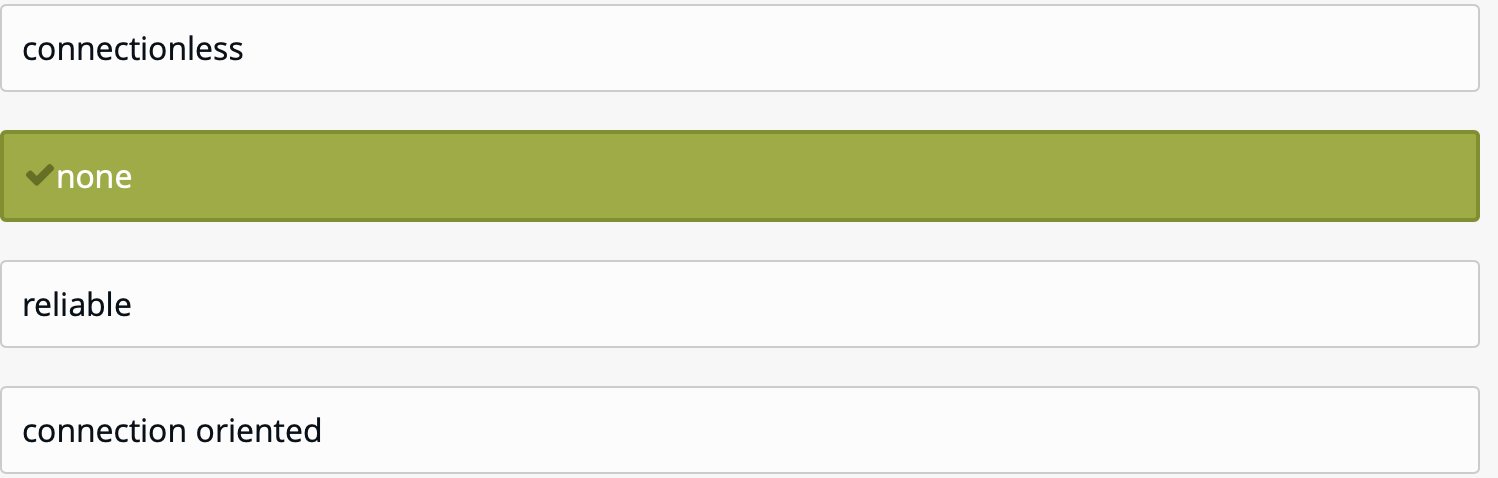 connectionless
none
reliable
connection oriented